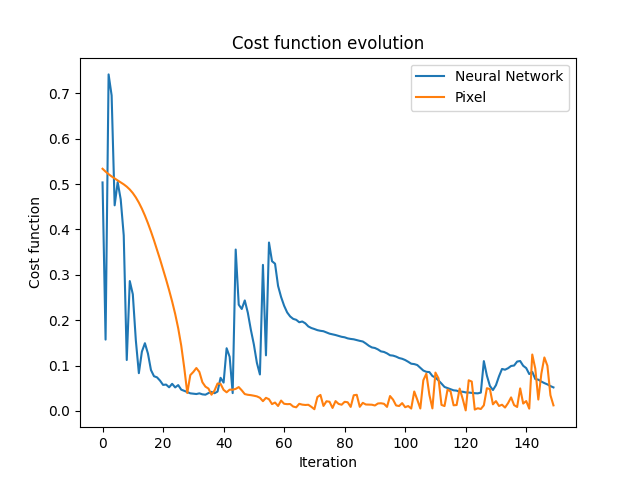 Cost function evolution
Neural Network
Pixel
Cost function
0.7
0.6
0.5
0.4
0.3
0.2
0.1
0.0
0 20 40 60 80 100 120 140
Iteration